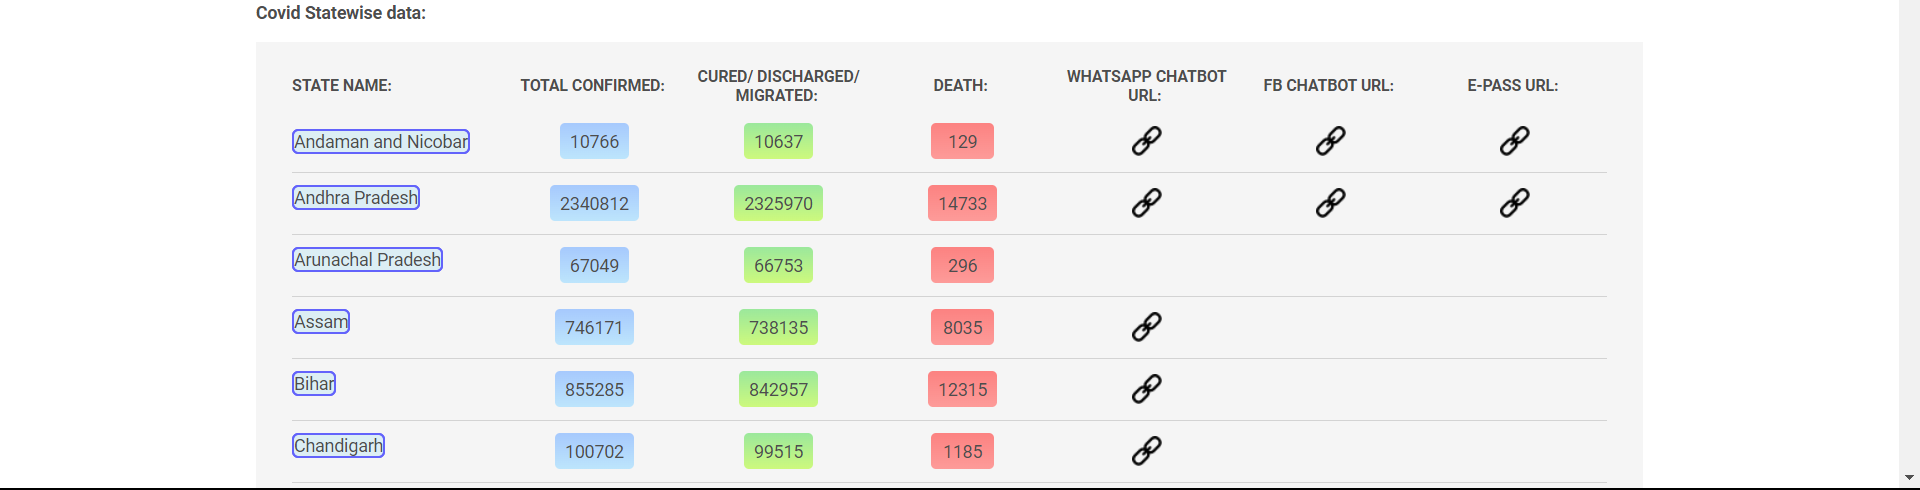 Covid Statewise data:
STATE NAME: TOTAL CONFIRMED: CURED/ DISCHARGED/ MIGRATED: DEATH: WHATSAPP CHATBOT URL: FB CHATBOT URL: E-PASS URL:
Andaman and Nicobar 10766 10637 129
Andhra Pradesh 2340812 2325970 14733
Arunachal Pradesh 67049 66753 296
Assam 746171 738135 8035
Bihar 855285 842957 12315
Chandigarh 100702 99515 1185